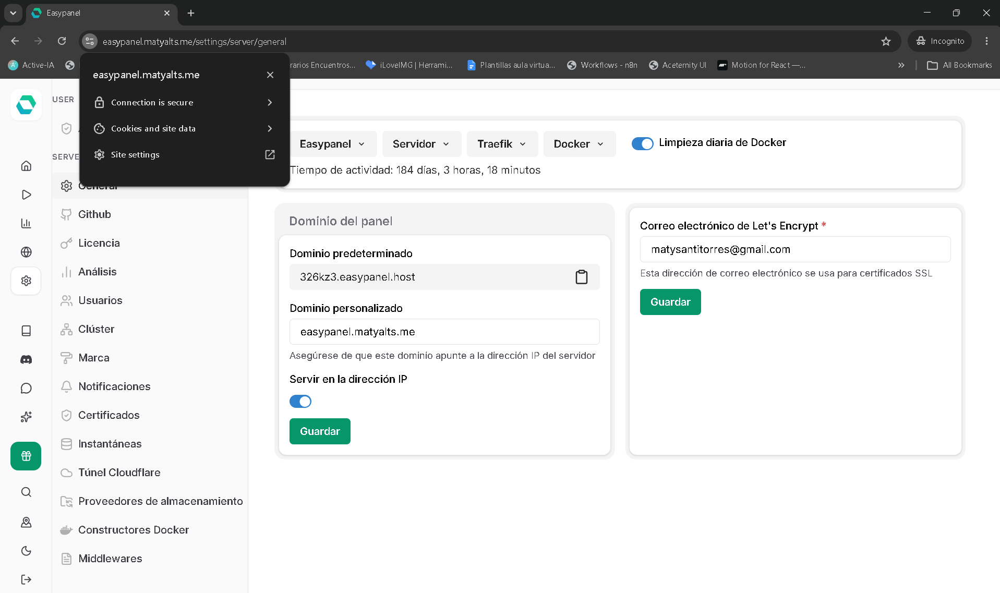 Easypanel
easypanel.matyalts.me/settings/server/general
Incognito
Active-IA
rarios Encuentros...
iLoveIMG | Herrami...
Plantillas aula virtua...
Workflows - n8n
Aceternity UI
Motion for React —...
All Bookmarks
easypanel.matyalts.me
Connection is secure
Cookies and site data
Site settings
USER
SERVE
General
Github
Licencia
Análisis
Usuarios
Clúster
Marca
Notificaciones
Certificados
Instantáneas
Túnel Cloudflare
Proveedores de almacenamiento
Constructores Docker
Middlewares
Easypanel
Servidor
Traefik
Docker
Limpieza diaria de Docker
Tiempo de actividad: 184 días, 3 horas, 18 minutos
Dominio del panel
Dominio predeterminado
326kz3.easypanel.host
Dominio personalizado
easypanel.matyalts.me
Asegúrese de que este dominio apunte a la dirección IP del servidor
Servir en la dirección IP
Guardar
Correo electrónico de Let's Encrypt *
matysantitorres@gmail.com
Esta dirección de correo electrónico se usa para certificados SSL
Guardar